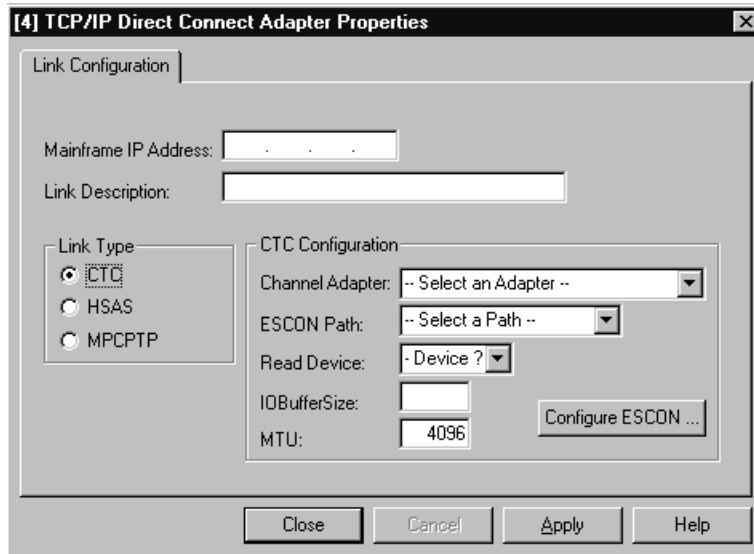 [4] TCP/IP Direct Connect Adapter Properties
Link Configuration
Mainframe IP Address: . . .
Link Description:
Link Type
CTC
HSAS
MPCPTP
CTC Configuration
Channel Adapter: -- Select an Adapter --
ESCON Path: -- Select a Path --
Read Device: - Device ?
IOBufferSize:
MTU: 4096
Configure ESCON ...
Close Cancel Apply Help